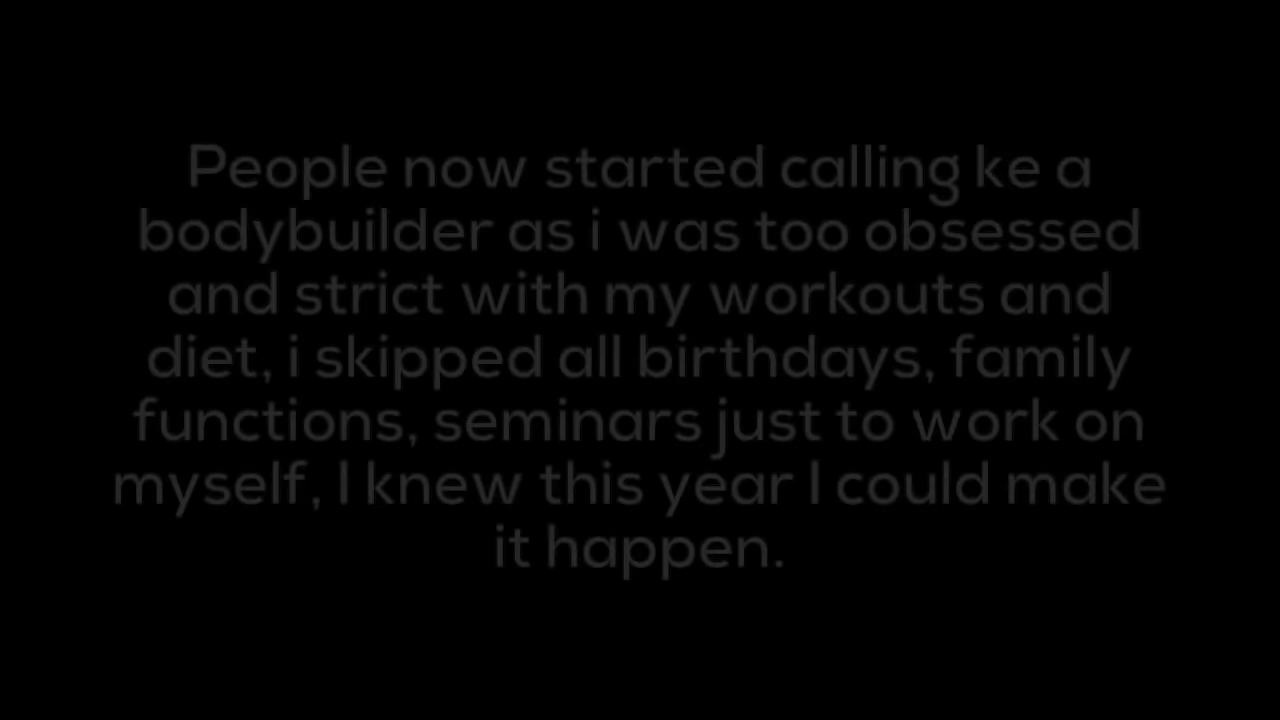 People now started calling ke a
bodybuilder as i was too obsessed
and strict with my workouts and
diet, i skipped all birthdays, family
functions, seminars just to work on
myself, I knew this year I could make
it happen.